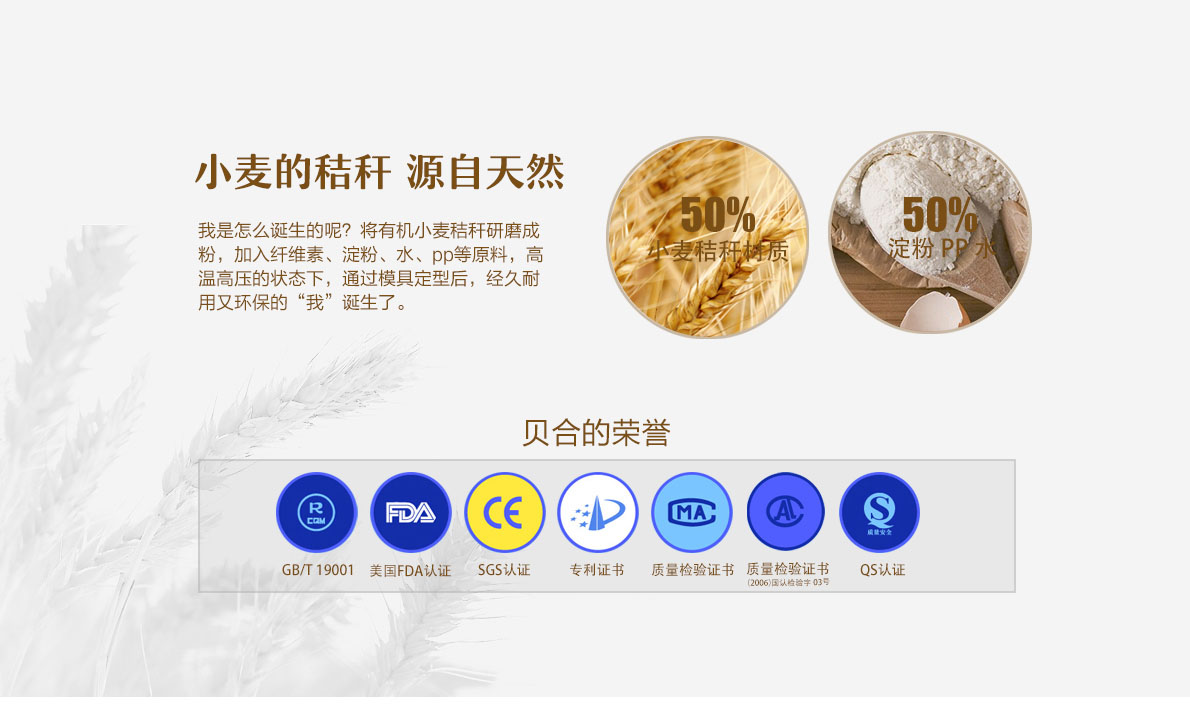 小麦的秸秆 源自天然
我是怎么诞生的呢？将有机小麦秸秆研磨成
粉，加入纤维素、淀粉、水、pp等原料，高
温高压的状态下，通过模具定型后，经久耐
用又环保的“我”诞生了。
50%
小麦秸秆材质
50%
淀粉 PP 水
贝合的荣誉
R
CQM
FDA
CE
MA
AL
质量安全
GB/T 19001
美国FDA认证
SGS认证
专利证书
质量检验证书
质量检验证书
(2006)国认检验字 03号
QS认证